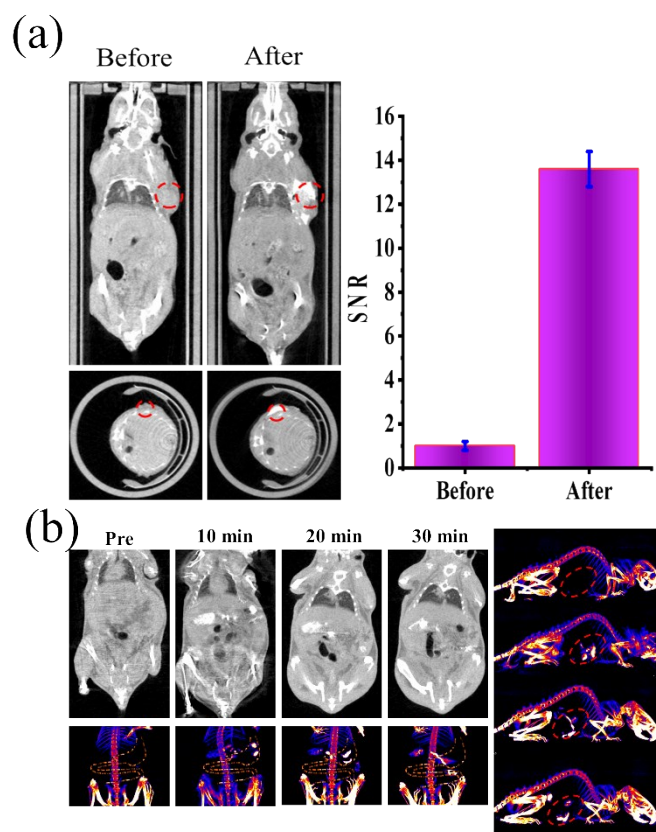 (a)
Before
After
SNR
16
14
12
10
8
6
4
2
0
Before
After
(b)
Pre
10 min
20 min
30 min